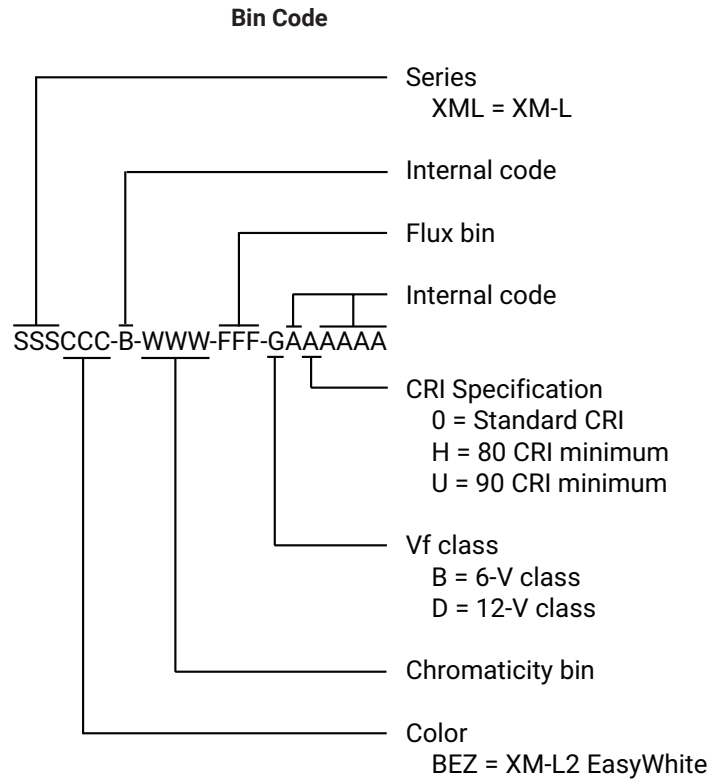 Bin Code
Series
XML = XM-L
Internal code
Flux bin
Internal code
SSSCCC-B-WWW-FFF-GAAAAAA
CRI Specification
0 = Standard CRI
H = 80 CRI minimum
U = 90 CRI minimum
Vf class
B = 6-V class
D = 12-V class
Chromaticity bin
Color
BEZ = XM-L2 EasyWhite